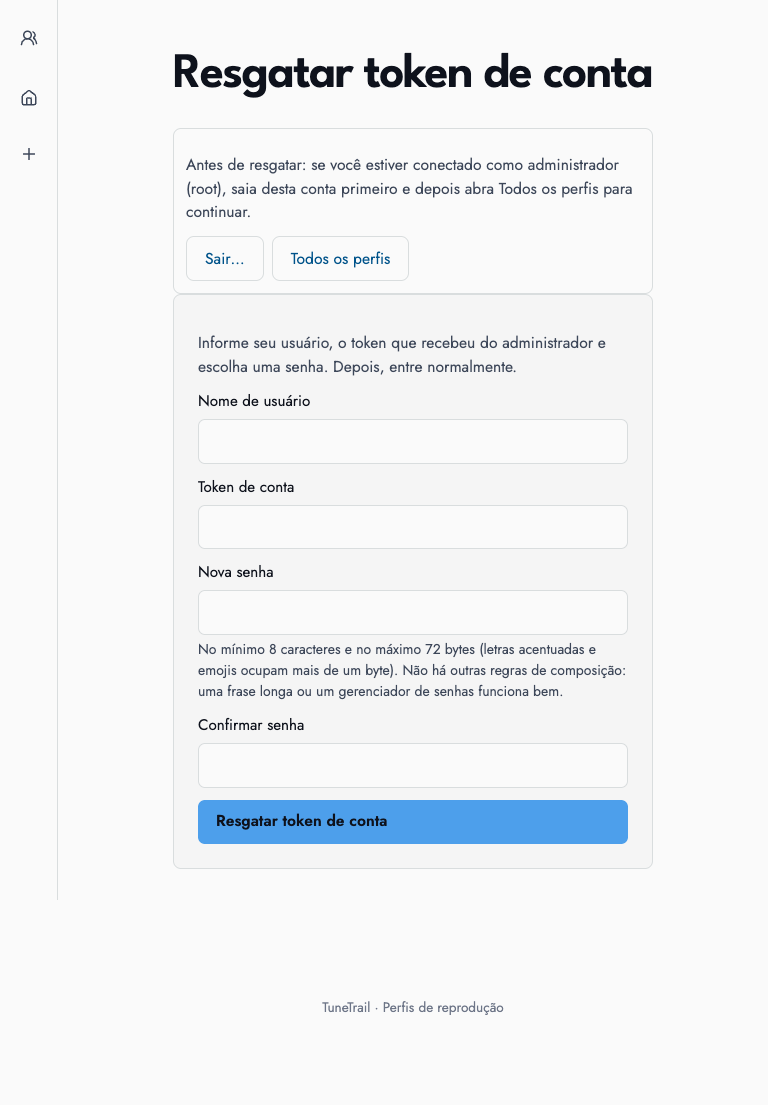 Resgatar token de conta
Antes de resgatar: se você estiver conectado como administrador
(root), saia desta conta primeiro e depois abra Todos os perfis para
continuar.
Sair…
Todos os perfis
Informe seu usuário, o token que recebeu do administrador e
escolha uma senha. Depois, entre normalmente.
Nome de usuário
Token de conta
Nova senha
No mínimo 8 caracteres e no máximo 72 bytes (letras acentuadas e
emojis ocupam mais de um byte). Não há outras regras de composição:
uma frase longa ou um gerenciador de senhas funciona bem.
Confirmar senha
Resgatar token de conta
TuneTrail · Perfis de reprodução